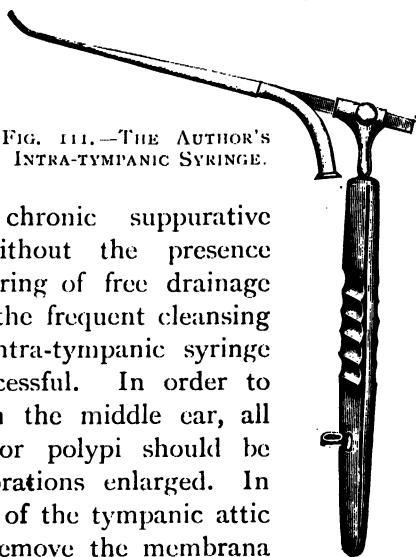 FIG. 111.—THE AUTHOR'S
INTRA-TYMPANIC SYRINGE.
chronic suppurative
ithout the presence
ring of free drainage
the frequent cleansing
ntra-tympanic syringe
cessful. In order to
the middle ear, all
or polypi should be
rations enlarged. In
of the tympanic attic
emove the membrana